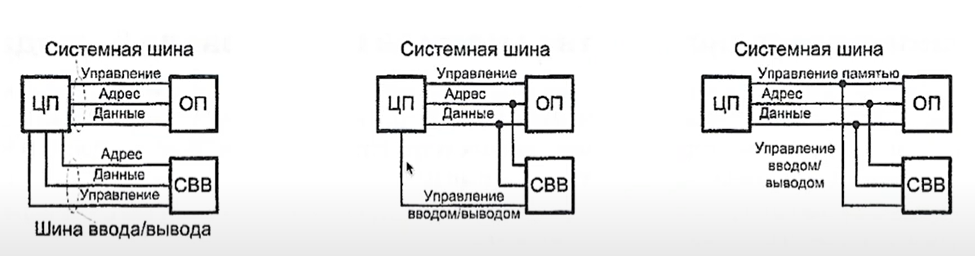 Системная шина
Управление
Адрес
Данные
ЦП
ОП
Адрес
Данные
Управление
СВВ
Шина ввода/вывода
Системная шина
Управление
Адрес
Данные
ЦП
ОП
СВВ
Управление
вводом/выводом
Системная шина
Управление памятью
Адрес
Данные
ЦП
ОП
Управление
вводом/
выводом
СВВ